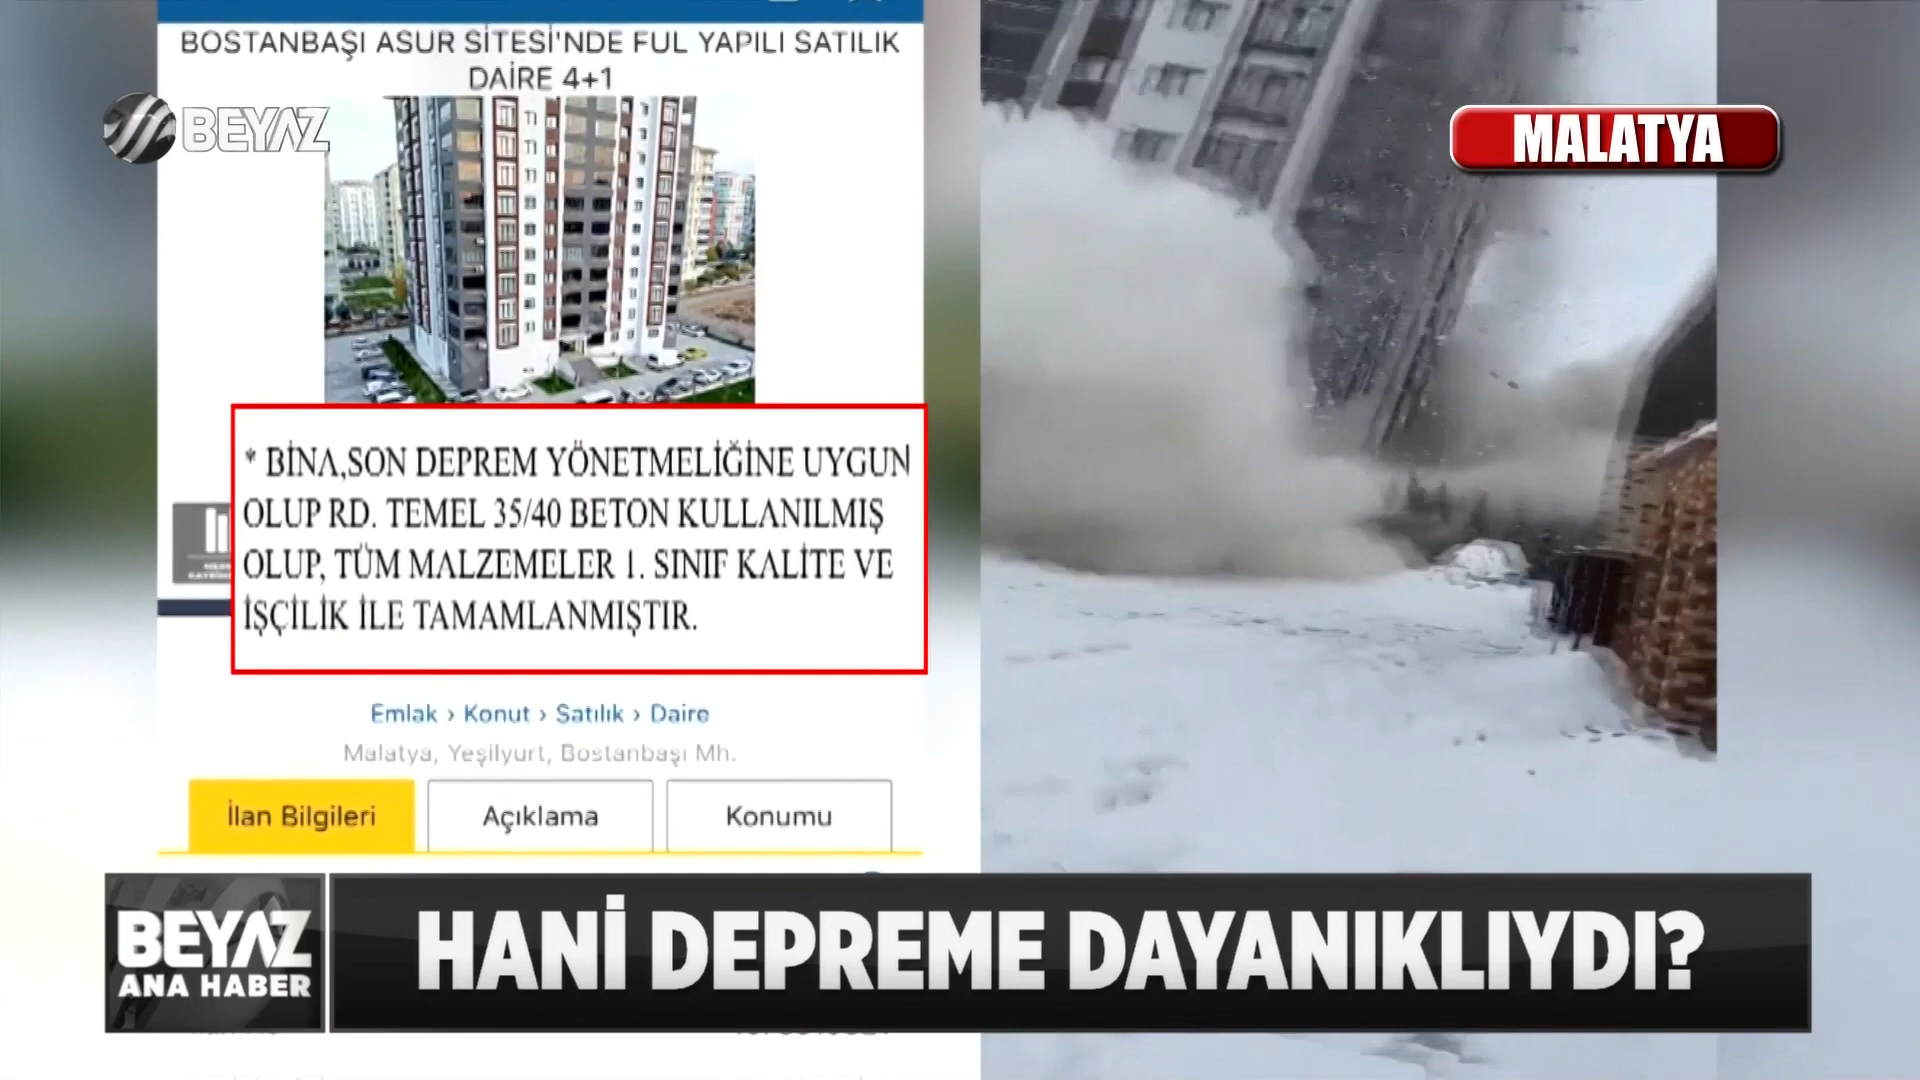 BOSTANBAŞI ASUR SİTESİ'NDE FUL YAPILI SATILIK
DAİRE 4+1
BEYAZ
MALATYA
* BİNA,SON DEPREM YÖNETMELİĞİNE UYGUN
OLUP RD. TEMEL 35/40 BETON KULLANILMIŞ
OLUP, TÜM MALZEMELER 1. SINIF KALİTE VE
İŞÇİLİK İLE TAMAMLANMIŞTIR.
Emlak › Konut › Satılık › Daire
Malatya, Yeşilyurt, Bostanbaşı Mh.
İlan Bilgileri
Açıklama
Konumu
BEYAZ
ANA HABER
HANİ DEPREME DAYANIKLIYDI?